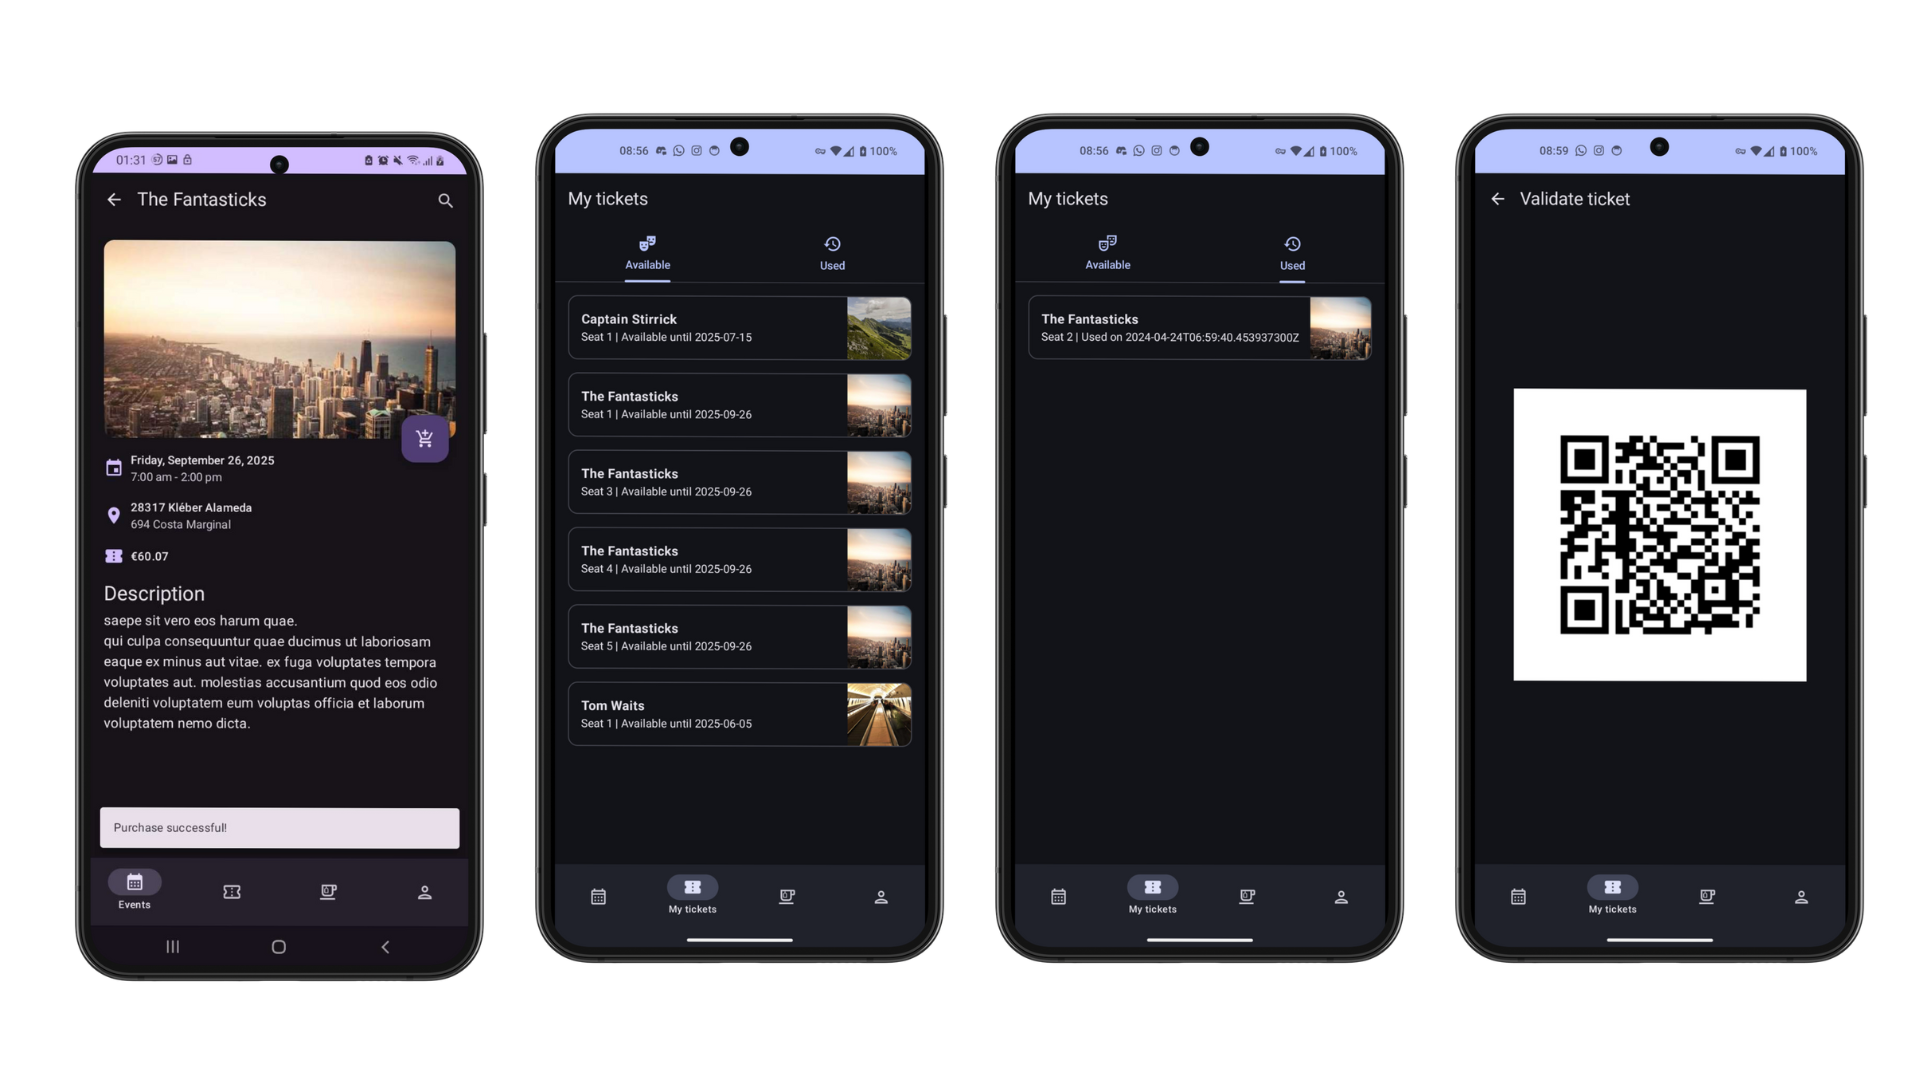 01:31
The Fantasticks
Friday, September 26, 2025
7:00 am - 2:00 pm
28317 Kléber Alameda
694 Costa Marginal
€60.07
Description
saepe sit vero eos harum quae.
qui culpa consequuntur quae ducimus ut laboriosam
eaque ex minus aut vitae. ex fuga voluptates tempora
voluptates aut. molestias accusantium quod eos odio
deleniti voluptatem eum voluptas officia et laborum
voluptatem nemo dicta.
Purchase successful!
Events
08:56 100%
My tickets
Available Used
Captain Stirrick
Seat 1 | Available until 2025-07-15
The Fantasticks
Seat 1 | Available until 2025-09-26
The Fantasticks
Seat 3 | Available until 2025-09-26
The Fantasticks
Seat 4 | Available until 2025-09-26
The Fantasticks
Seat 5 | Available until 2025-09-26
Tom Waits
Seat 1 | Available until 2025-06-05
My tickets
08:56 100%
My tickets
Available Used
The Fantasticks
Seat 2 | Used on 2024-04-24T06:59:40.453937300Z
My tickets
08:59 100%
Validate ticket
My tickets